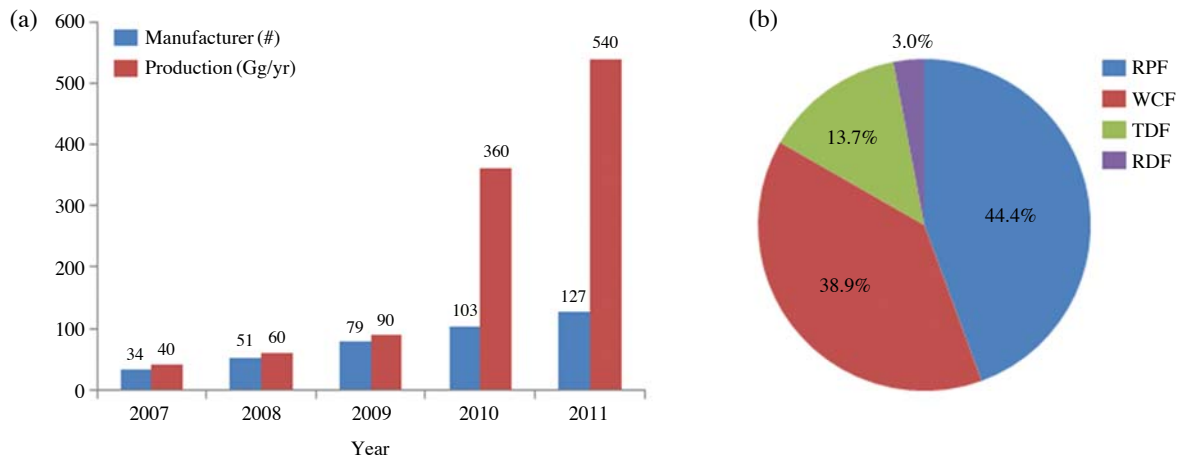 (a)
600
500
400
300
200
100
0
Manufacturer (#)
Production (Gg/yr)
34 40
51 60
79 90
103 360
127 540
2007 2008 2009 2010 2011
Year
(b)
3.0%
13.7%
44.4%
38.9%
RPF
WCF
TDF
RDF